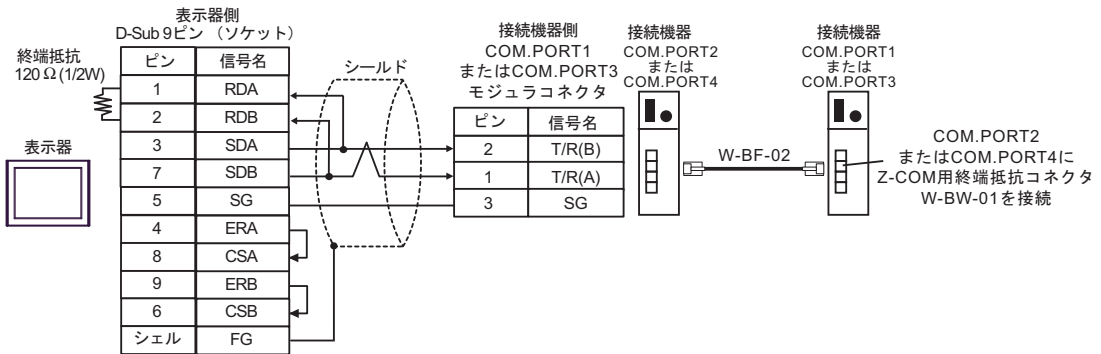 表示器側
D-Sub 9ピン （ソケット）
終端抵抗
120Ω(1/2W)
ピン 信号名
1 RDA
2 RDB
3 SDA
7 SDB
5 SG
4 ERA
8 CSA
9 ERB
6 CSB
シェル FG
表示器
シールド
接続機器側
COM.PORT1
またはCOM.PORT3
モジュラコネクタ
ピン 信号名
2 T/R(B)
1 T/R(A)
3 SG
接続機器
COM.PORT2
または
COM.PORT4
W-BF-02
接続機器
COM.PORT1
または
COM.PORT3
COM.PORT2
またはCOM.PORT4に
Z-COM用終端抵抗コネクタ
W-BW-01を接続